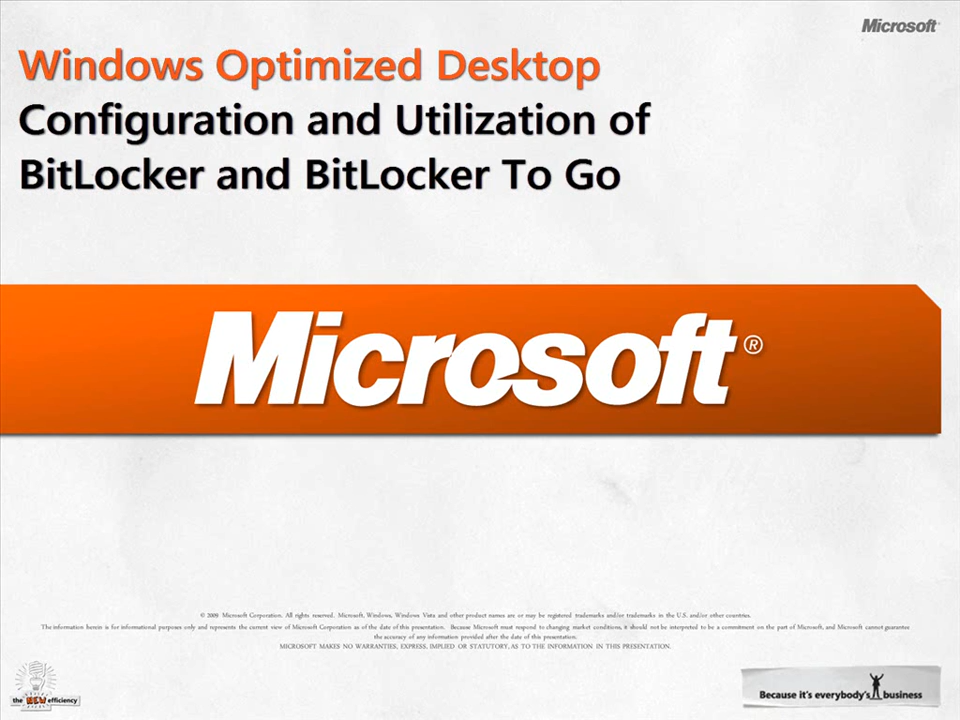 Microsoft®
Windows Optimized Desktop
Configuration and Utilization of
BitLocker and BitLocker To Go
Microsoft®
© 2009 Microsoft Corporation. All rights reserved. Microsoft, Windows, Windows Vista and other product names are or may be registered trademarks and/or trademarks in the U.S. and/or other countries.
The information herein is for informational purposes only and represents the current view of Microsoft Corporation as of the date of this presentation. Because Microsoft must respond to changing market conditions, it should not be interpreted to be a commitment on the part of Microsoft, and Microsoft cannot guarantee
the accuracy of any information provided after the date of this presentation.
MICROSOFT MAKES NO WARRANTIES, EXPRESS, IMPLIED OR STATUTORY, AS TO THE INFORMATION IN THIS PRESENTATION.
the NEW efficiency
Because it's everybody's business